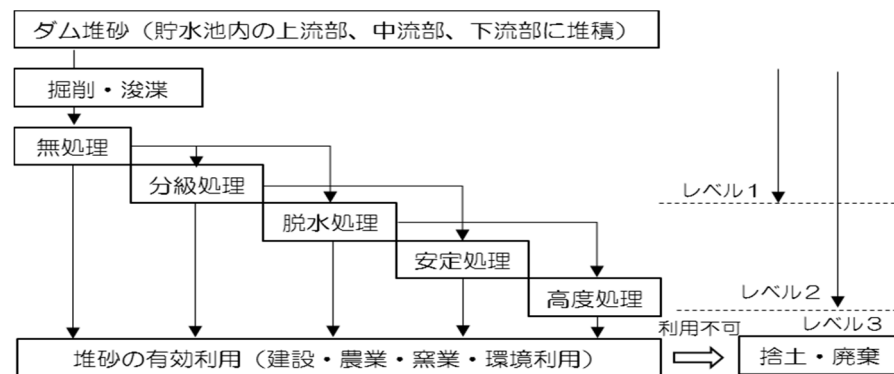 ダム堆砂（貯水池内の上流部、中流部、下流部に堆積）
掘削・浚渫
無処理
分級処理
脱水処理
安定処理
高度処理
レベル1
レベル2
レベル3
利用不可
堆砂の有効利用（建設・農業・窯業・環境利用）
捨土・廃棄